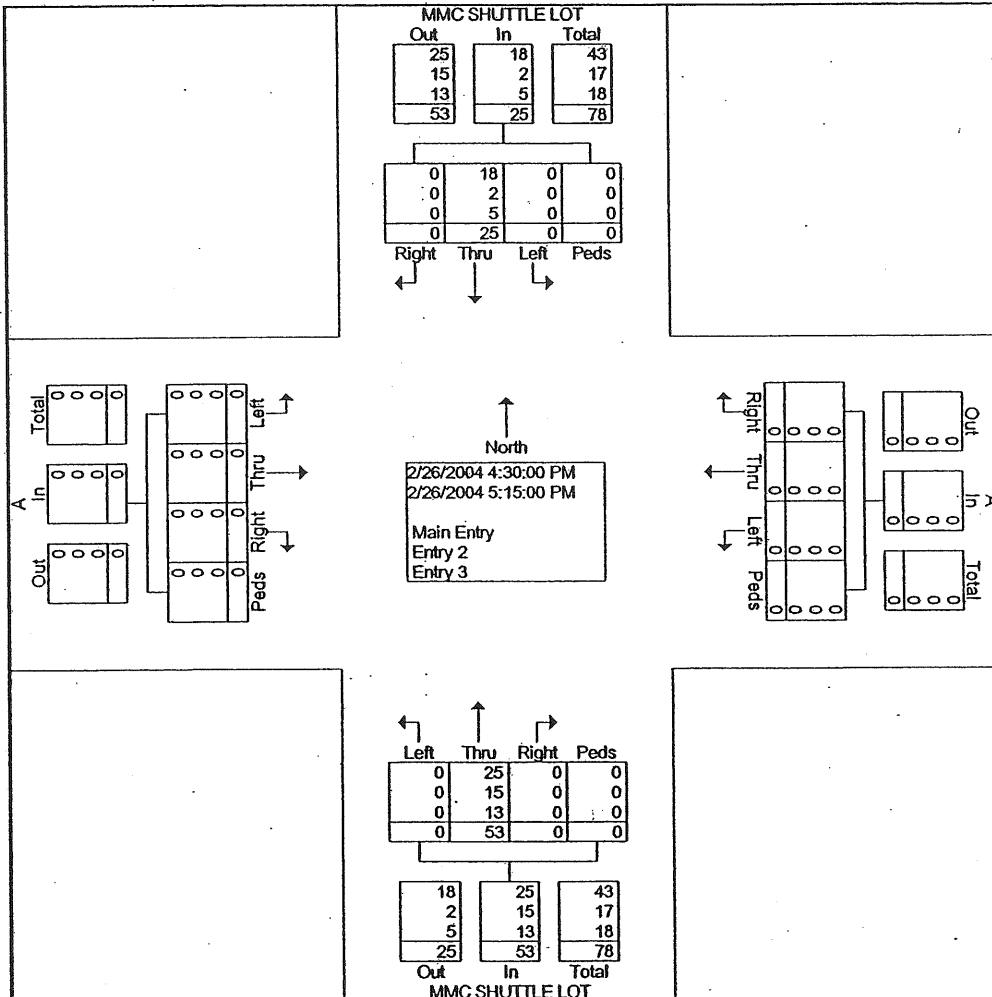 MMC SHUTTLE LOT
Out In Total
25 18 43
15 2 17
13 5 18
53 25 78
0 18 0 0
0 2 0 0
0 5 0 0
0 25 0 0
Right Thru Left Peds
Total
0 0 0 0
In
0 0 0 0
Out
0 0 0 0
A
Left
0 0 0 0
Thru
0 0 0 0
Right
0 0 0 0
Peds
0 0 0 0
North
2/26/2004 4:30:00 PM
2/26/2004 5:15:00 PM
Main Entry
Entry 2
Entry 3
Right
0 0 0 0
Thru
0 0 0 0
Left
0 0 0 0
Peds
0 0 0 0
Out
0 0 0 0
In
0 0 0 0
Total
0 0 0 0
A
Left Thru Right Peds
0 25 0 0
0 15 0 0
0 13 0 0
0 53 0 0
18 25 43
2 15 17
5 13 18
25 53 78
Out In Total
MMC SHUTTLE LOT